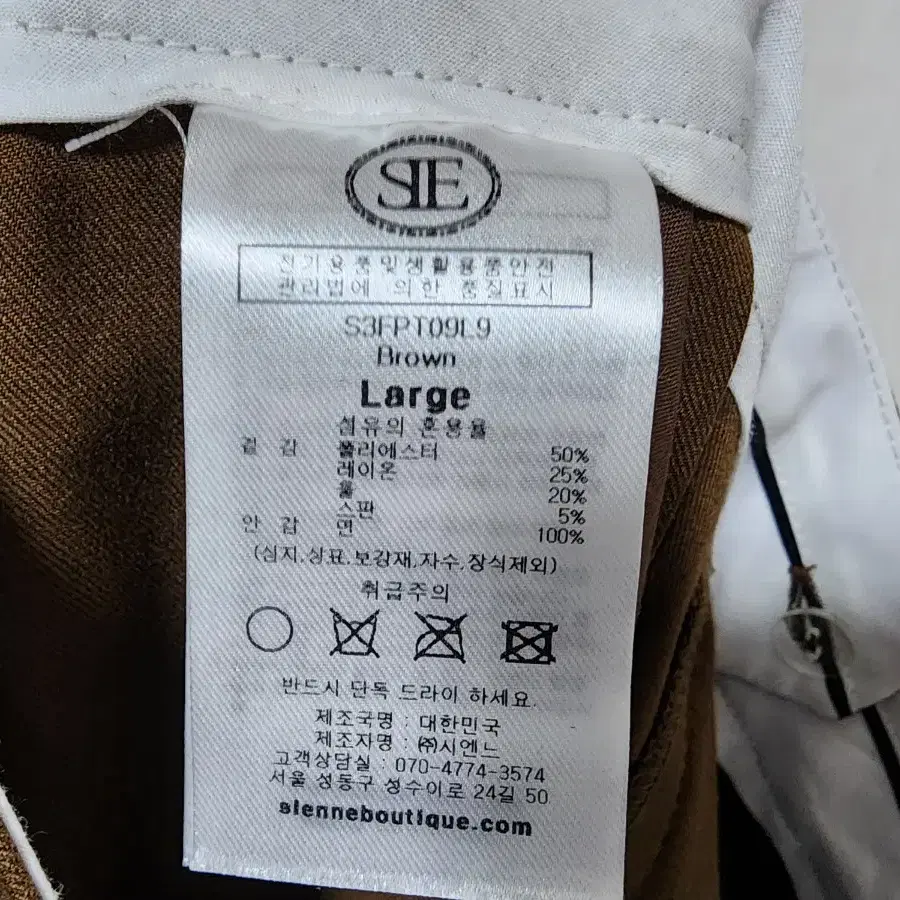 SIE
전기용품및생활용품안전
관리법에 의한 품질표시
S3FPT09L9
Brown
Large
섬유의 혼용율
겉 감 폴리에스터 50%
레이온 25%
울 20%
스판 5%
안 감 면 100%
(심지,상표,보강재,자수,장식제외)
취급주의
반드시 단독 드라이 하세요.
제조국명 : 대한민국
제조자명 : ㈜시엔느
고객상담실 : 070-4774-3574
서울 성동구 성수이로 24길 50
sienneboutique.com